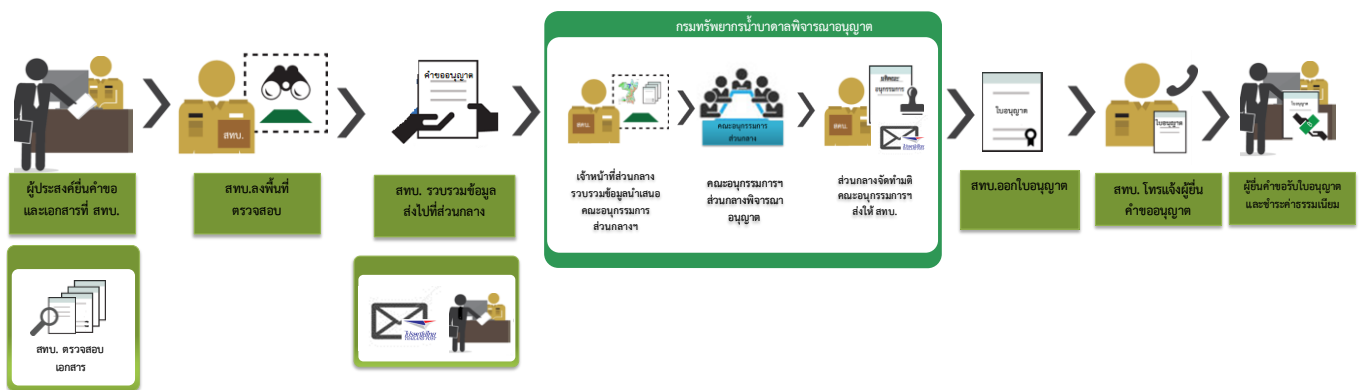 กรมทรัพยากรน้ำบาดาลพิจารณาอนุญาต
ผู้ประสงค์ยื่นคำขอ
และเอกสารที่ สทบ.
สทบ. ตรวจสอบ
เอกสาร
สทบ.
สทบ.ลงพื้นที่
ตรวจสอบ
คำขออนุญาต
สทบ. รวบรวมข้อมูล
ส่งไปที่ส่วนกลาง
ไปรษณีย์ไทย
สทบ.
เจ้าหน้าที่ส่วนกลาง
รวบรวมข้อมูลนำเสนอ
คณะอนุกรรมการ
ส่วนกลางฯ
คณะอนุกรรมการ
ส่วนกลาง
คณะอนุกรรมการฯ
ส่วนกลางพิจารณา
อนุญาต
มติคณะ
อนุกรรมการ
สทบ.
ส่วนกลางจัดทำมติ
คณะอนุกรรมการฯ
ส่งให้ สทบ.
ใบอนุญาต
สทบ.ออกใบอนุญาต
ใบอนุญาต
สทบ. โทรแจ้งผู้ยื่น
คำขออนุญาต
ใบอนุญาต
ผู้ยื่นคำขอรับใบอนุญาต
และชำระค่าธรรมเนียม